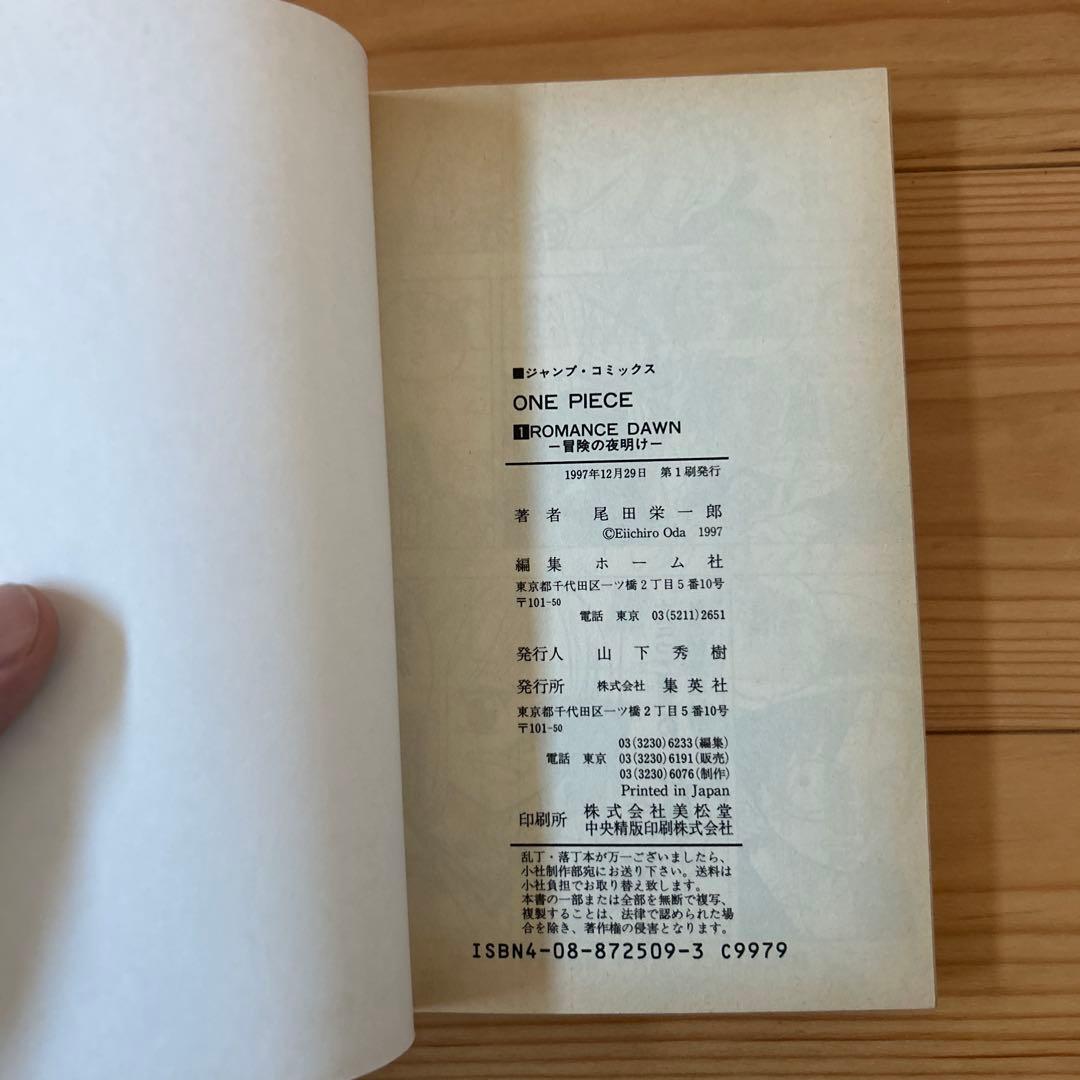 ■ジャンプ・コミックス
ONE PIECE
1 ROMANCE DAWN
―冒険の夜明け―
1997年12月29日 第1刷発行
著者 尾田栄一郎
©Eiichiro Oda 1997
編集 ホーム社
東京都千代田区一ツ橋2丁目5番10号
〒101-50
電話 東京 03(5211)2651
発行人 山下秀樹
発行所 株式会社 集英社
東京都千代田区一ツ橋2丁目5番10号
〒101-50
03(3230)6233(編集)
電話 東京 03(3230)6191(販売)
03(3230)6076(制作)
Printed in Japan
印刷所 株式会社美松堂
中央精版印刷株式会社
乱丁・落丁本が万一ございましたら、
小社制作部宛にお送り下さい。送料は
小社負担でお取り替え致します。
本書の一部または全部を無断で複写、
複製することは、法律で認められた場
合を除き、著作権の侵害となります。
ISBN4-08-872509-3 C9979